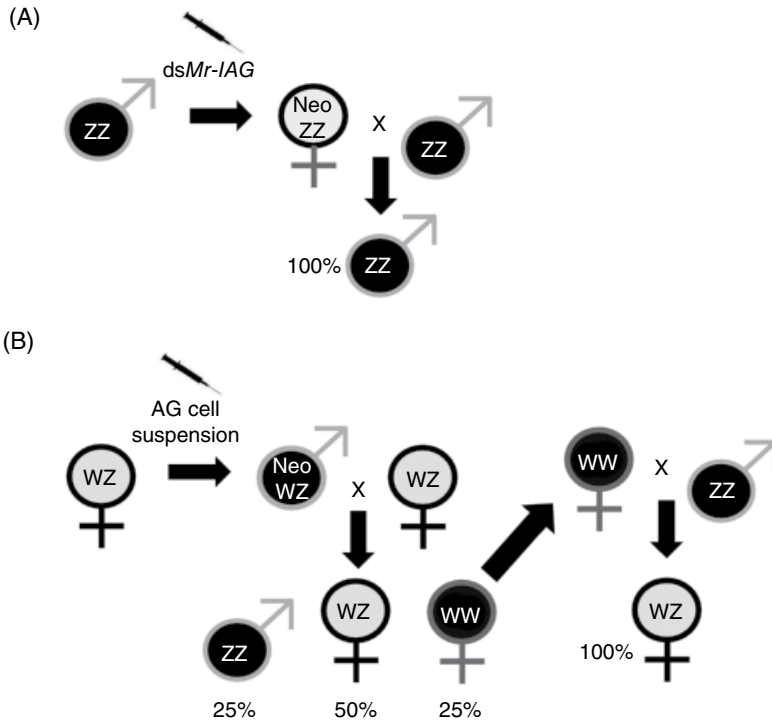 (A)
dsMr-IAG
ZZ
Neo
ZZ
X
ZZ
100%
ZZ
(B)
AG cell
suspension
WZ
Neo
WZ
X
WZ
WW
X
ZZ
ZZ
WZ
WW
100%
WZ
25%
50%
25%